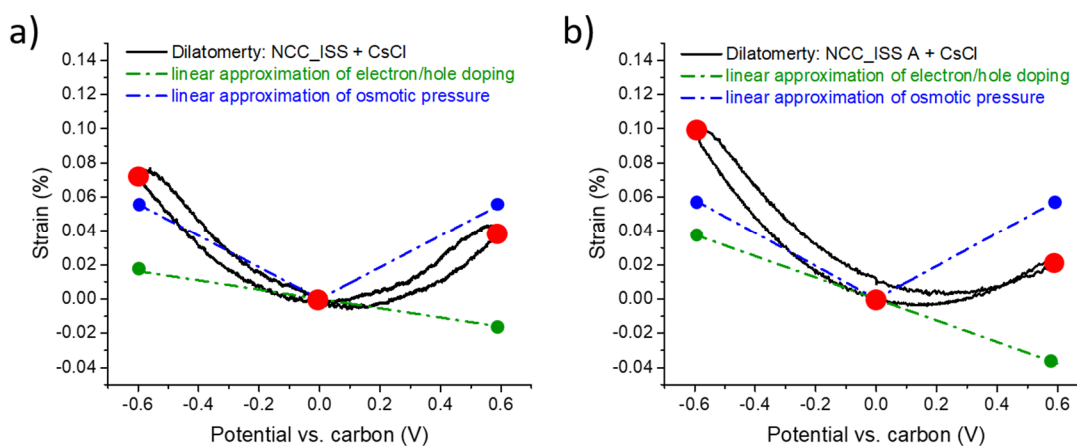 a)
Dilatomerty: NCC_ISS + CsCl
linear approximation of electron/hole doping
linear approximation of osmotic pressure
0.14
0.12
0.10
0.08
0.06
0.04
0.02
0.00
-0.02
-0.04
Strain (%)
-0.6 -0.4 -0.2 0.0 0.2 0.4 0.6
Potential vs. carbon (V)
b)
Dilatomerty: NCC_ISS A + CsCl
linear approximation of electron/hole doping
linear approximation of osmotic pressure
0.14
0.12
0.10
0.08
0.06
0.04
0.02
0.00
-0.02
-0.04
Strain (%)
-0.6 -0.4 -0.2 0.0 0.2 0.4 0.6
Potential vs. carbon (V)